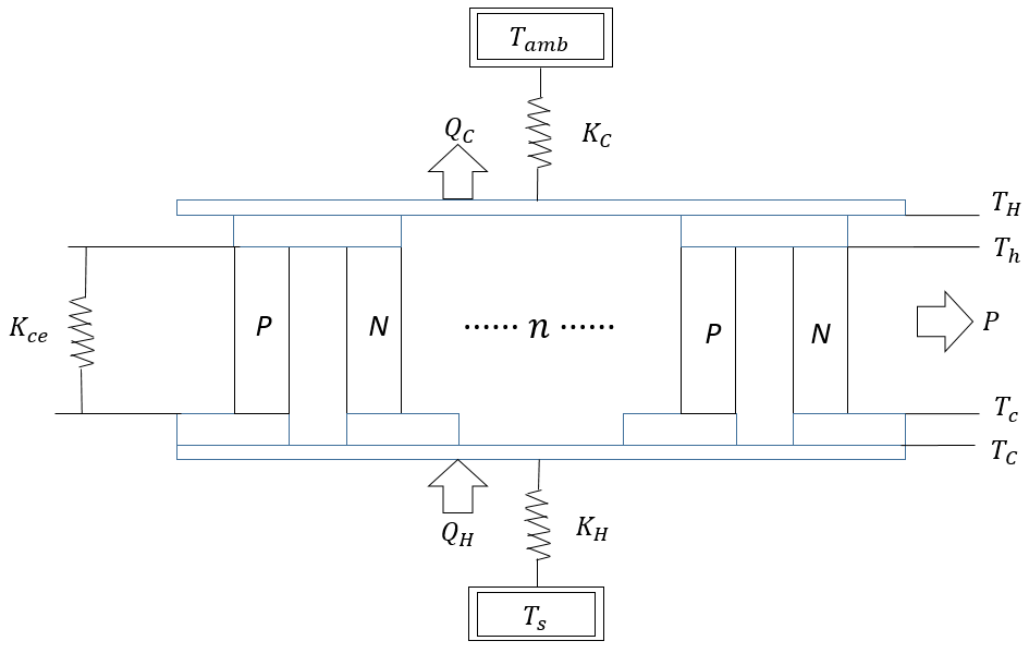 T_amb
Q_C
K_C
T_H
T_h
K_ce
P
N
...... n ......
P
N
P
T_c
T_C
Q_H
K_H
T_s